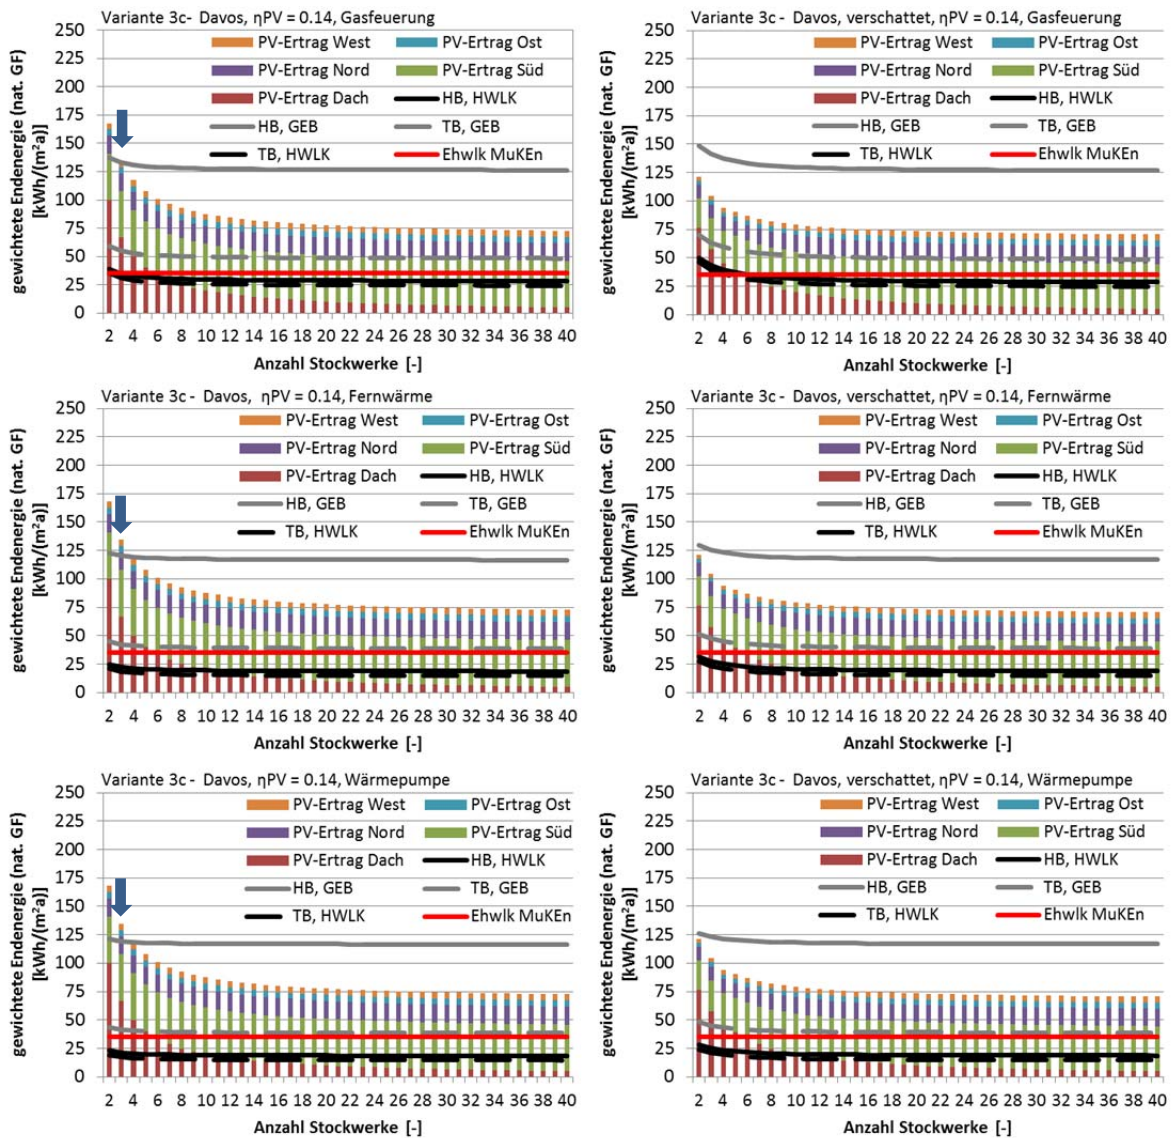 Variante 3c- Davos, ηPV = 0.14, Gasfeuerung
gewichtete Endenergie (nat. GF)
[kWh/(m²a)]
250
225
200
175
150
125
100
75
50
25
0
PV-Ertrag West
PV-Ertrag Ost
PV-Ertrag Nord
PV-Ertrag Süd
PV-Ertrag Dach
HB, HWLK
HB, GEB
TB, GEB
TB, HWLK
Ehwlk MuKEn
2 4 6 8 10 12 14 16 18 20 22 24 26 28 30 32 34 36 38 40
Anzahl Stockwerke [-]
Variante 3c- Davos, verschattet, ηPV = 0.14, Gasfeuerung
gewichtete Endenergie (nat. GF)
[kWh/(m²a)]
250
225
200
175
150
125
100
75
50
25
0
PV-Ertrag West
PV-Ertrag Ost
PV-Ertrag Nord
PV-Ertrag Süd
PV-Ertrag Dach
HB, HWLK
HB, GEB
TB, GEB
TB, HWLK
Ehwlk MuKEn
2 4 6 8 10 12 14 16 18 20 22 24 26 28 30 32 34 36 38 40
Anzahl Stockwerke [-]
Variante 3c - Davos, ηPV = 0.14, Fernwärme
gewichtete Endenergie (nat. GF)
[kWh/(m²a)]
250
225
200
175
150
125
100
75
50
25
0
PV-Ertrag West
PV-Ertrag Ost
PV-Ertrag Nord
PV-Ertrag Süd
PV-Ertrag Dach
HB, HWLK
HB, GEB
TB, GEB
TB, HWLK
Ehwlk MuKEn
2 4 6 8 10 12 14 16 18 20 22 24 26 28 30 32 34 36 38 40
Anzahl Stockwerke [-]
Variante 3c - Davos, verschattet, ηPV = 0.14, Fernwärme
gewichtete Endenergie (nat. GF)
[kWh/(m²a)]
250
225
200
175
150
125
100
75
50
25
0
PV-Ertrag West
PV-Ertrag Ost
PV-Ertrag Nord
PV-Ertrag Süd
PV-Ertrag Dach
HB, HWLK
HB, GEB
TB, GEB
TB, HWLK
Ehwlk MuKEn
2 4 6 8 10 12 14 16 18 20 22 24 26 28 30 32 34 36 38 40
Anzahl Stockwerke [-]
Variante 3c - Davos, ηPV = 0.14, Wärmepumpe
gewichtete Endenergie (nat. GF)
[kWh/(m²a)]
250
225
200
175
150
125
100
75
50
25
0
PV-Ertrag West
PV-Ertrag Ost
PV-Ertrag Nord
PV-Ertrag Süd
PV-Ertrag Dach
HB, HWLK
HB, GEB
TB, GEB
TB, HWLK
Ehwlk MuKEn
2 4 6 8 10 12 14 16 18 20 22 24 26 28 30 32 34 36 38 40
Anzahl Stockwerke [-]
Variante 3c - Davos, verschattet, ηPV = 0.14, Wärmepumpe
gewichtete Endenergie (nat. GF)
[kWh/(m²a)]
250
225
200
175
150
125
100
75
50
25
0
PV-Ertrag West
PV-Ertrag Ost
PV-Ertrag Nord
PV-Ertrag Süd
PV-Ertrag Dach
HB, HWLK
HB, GEB
TB, GEB
TB, HWLK
Ehwlk MuKEn
2 4 6 8 10 12 14 16 18 20 22 24 26 28 30 32 34 36 38 40
Anzahl Stockwerke [-]